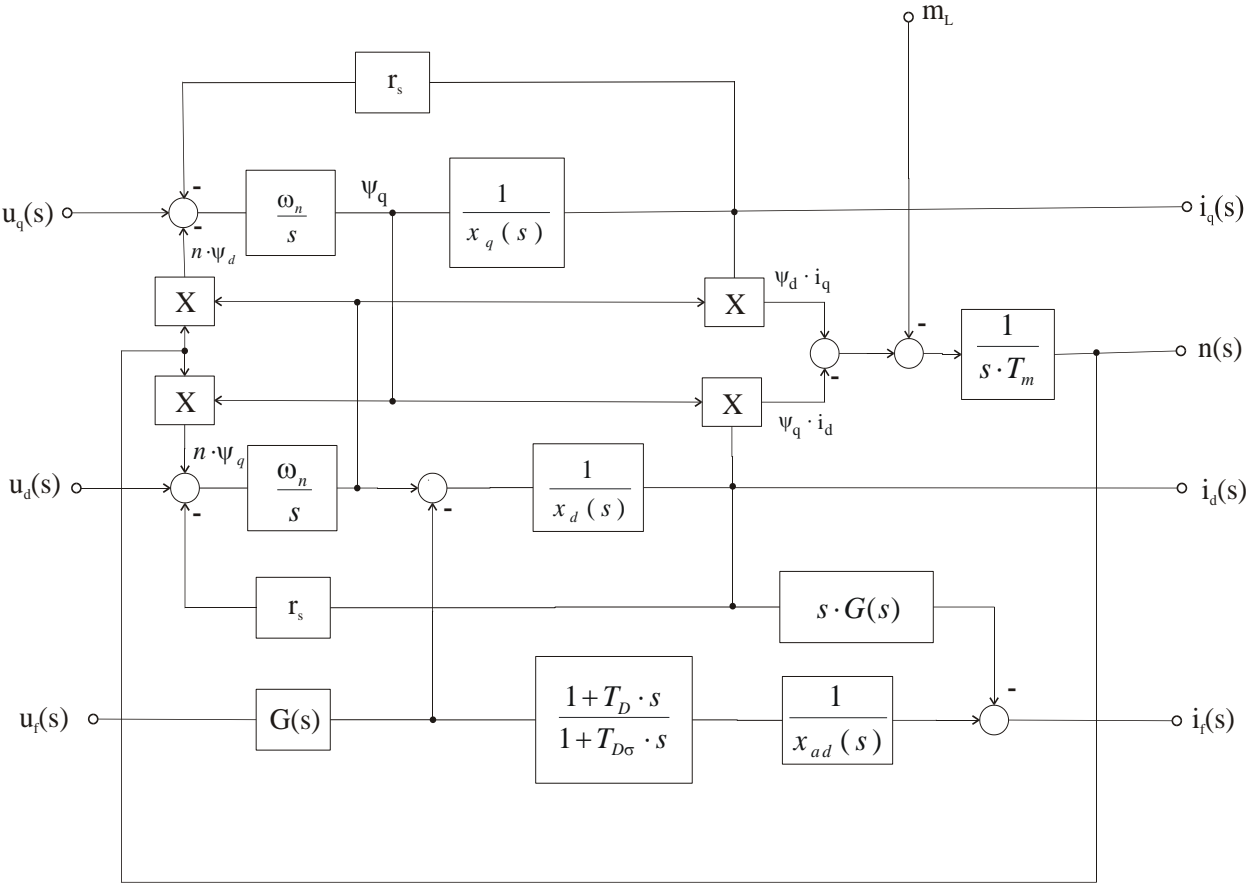 m_L
r_s
-
u_q(s)
-
ω_n
s
ψ_q
1
x_q (s)
i_q(s)
n·ψ_d
X
X
ψ_d · i_q
-
1
s·T_m
n(s)
X
X
-
ψ_q · i_d
n·ψ_q
u_d(s)
-
ω_n
s
-
1
x_d (s)
i_d(s)
r_s
s·G(s)
-
u_f(s)
G(s)
1+T_D · s
1+T_Dσ · s
1
x_ad (s)
i_f(s)